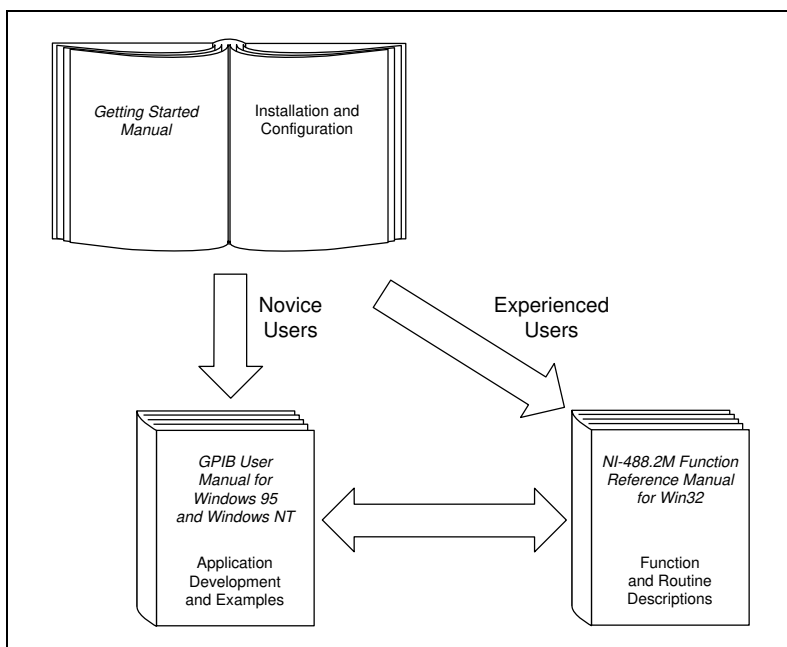 Getting Started
Manual
Installation and
Configuration
Novice
Users
Experienced
Users
GPIB User
Manual for
Windows 95
and Windows NT
Application
Development
and Examples
NI-488.2M Function
Reference Manual
for Win32
Function
and Routine
Descriptions